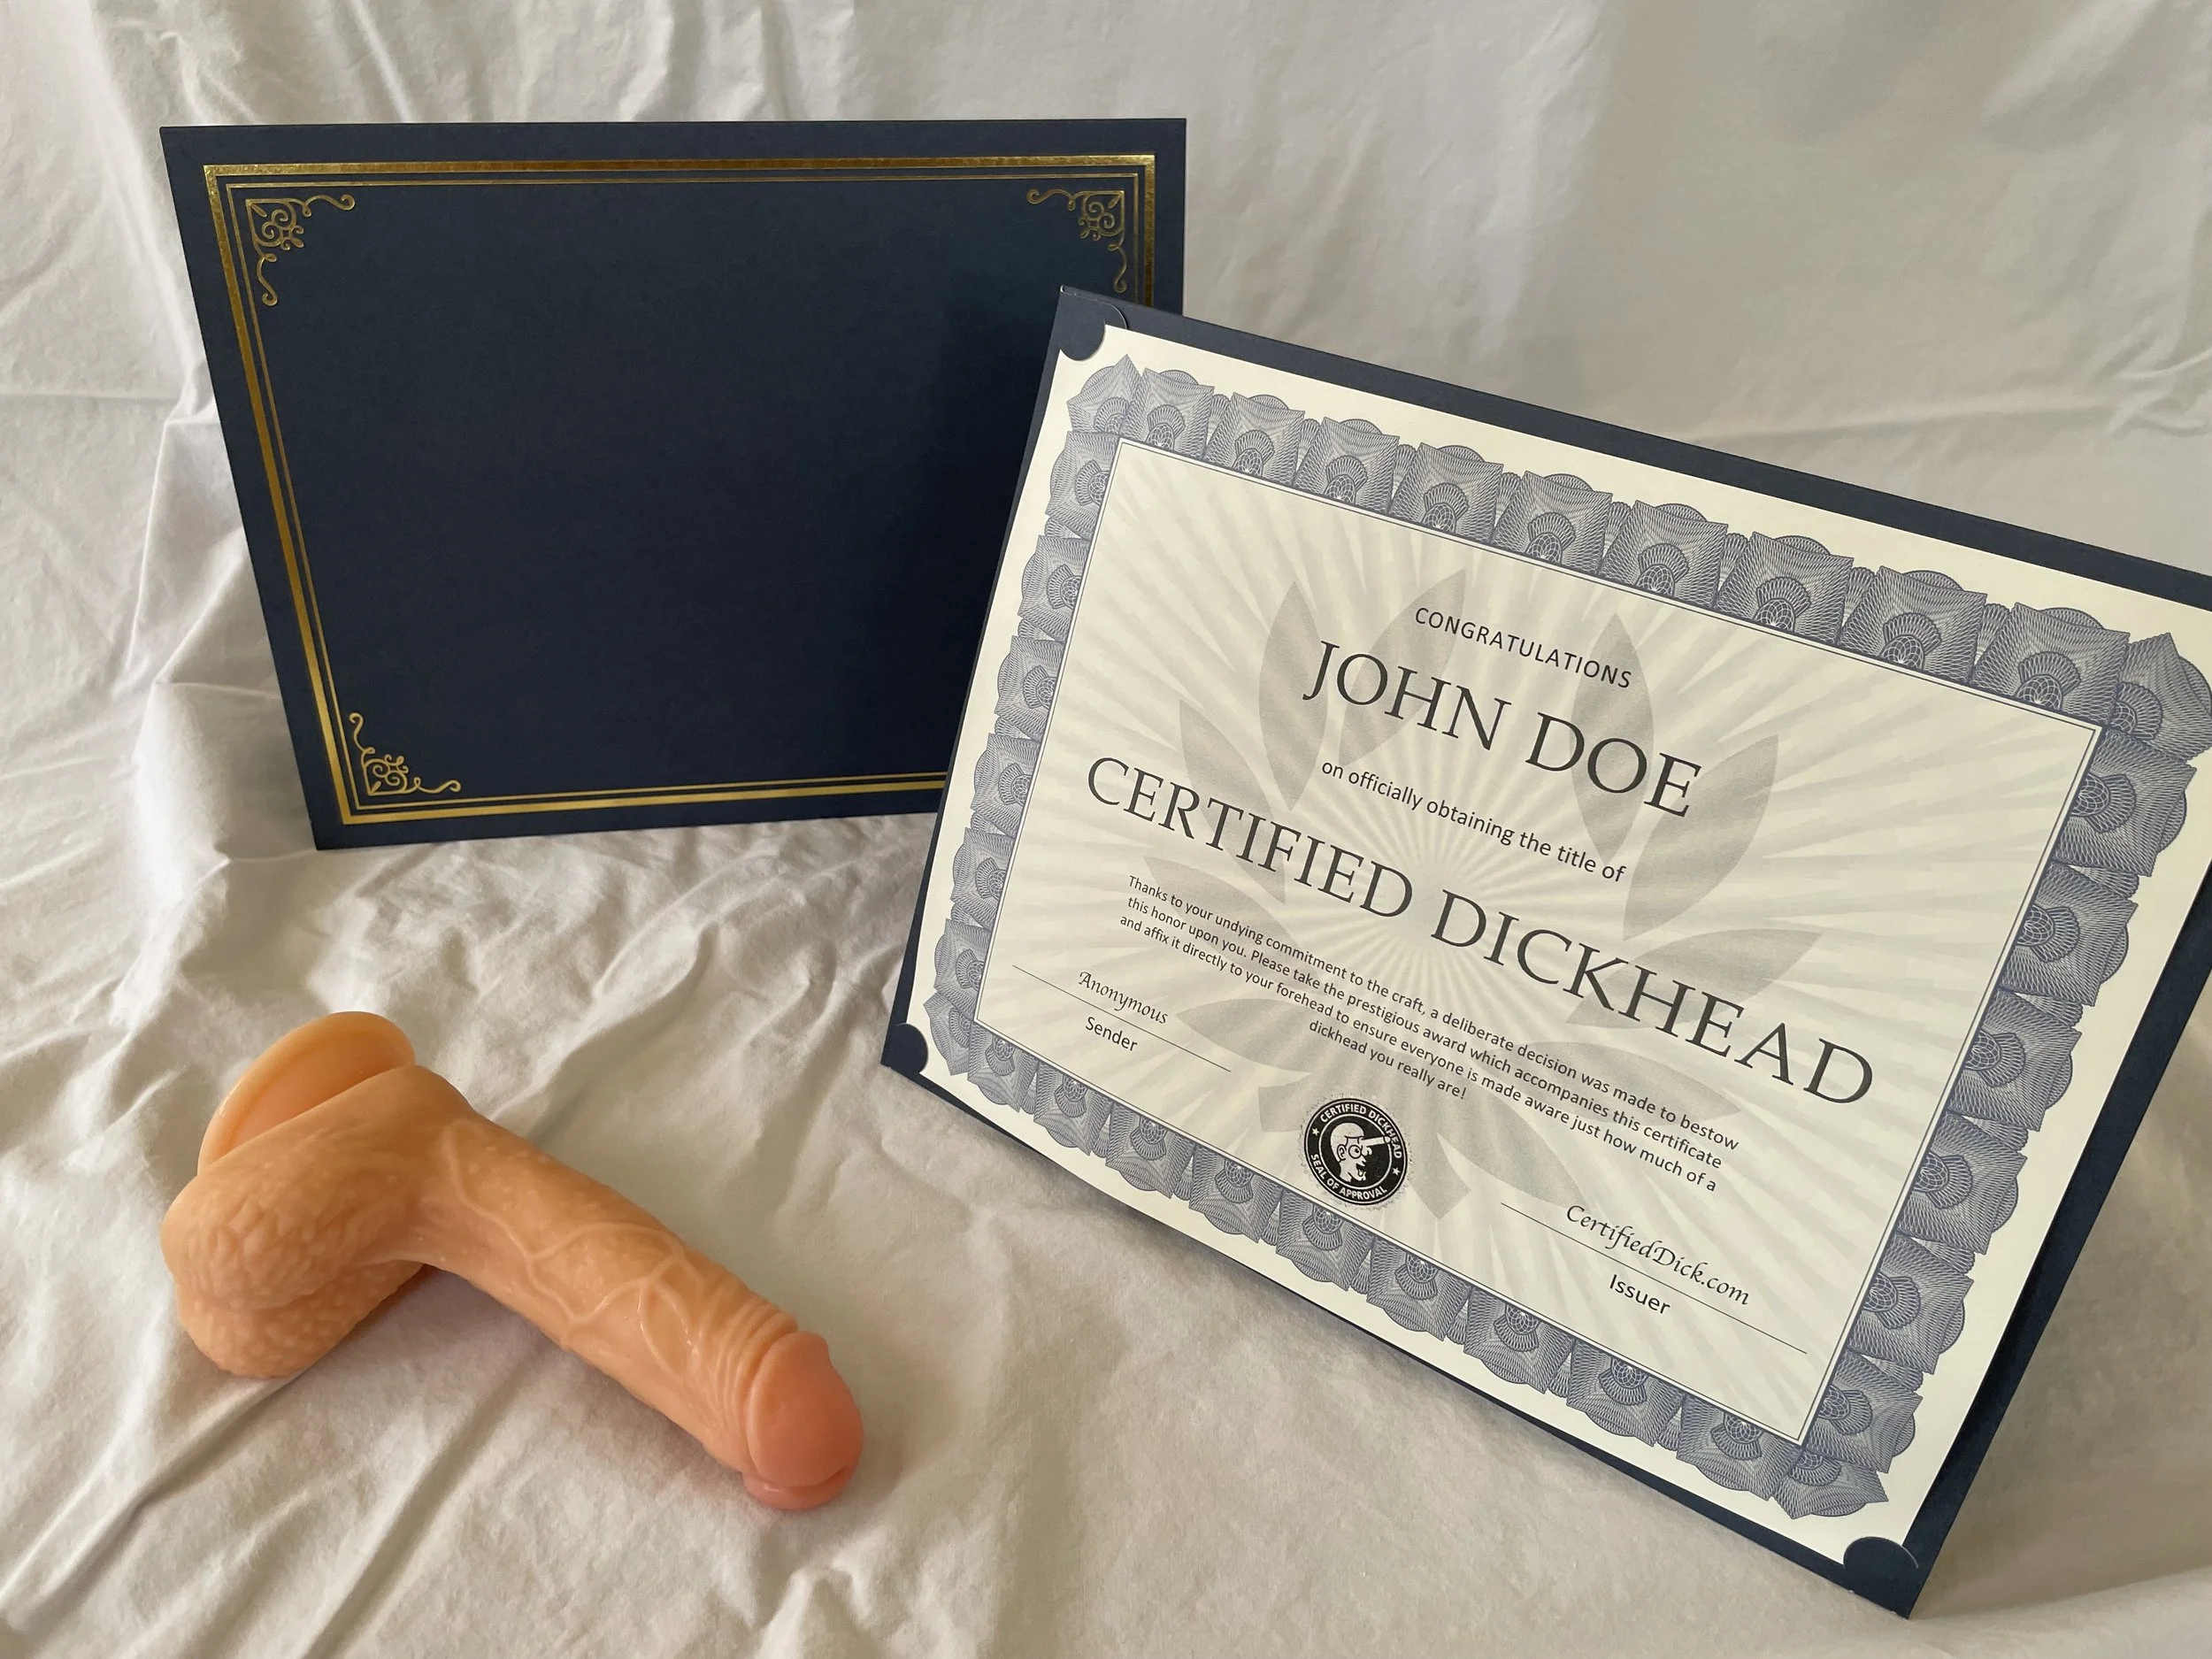 CONGRATULATIONS
JOHN DOE
on officially obtaining the title of
CERTIFIED DICKHEAD
Thanks to your undying commitment to the craft, a deliberate decision was made to bestow
this honor upon you. Please take the prestigious award which accompanies this certificate
and affix it directly to your forehead to ensure everyone is made aware just how much of a
dickhead you really are!
Anonymous
Sender
CERTIFIED DICKHEAD
SEAL OF APPROVAL
CertifiedDick.com
Issuer